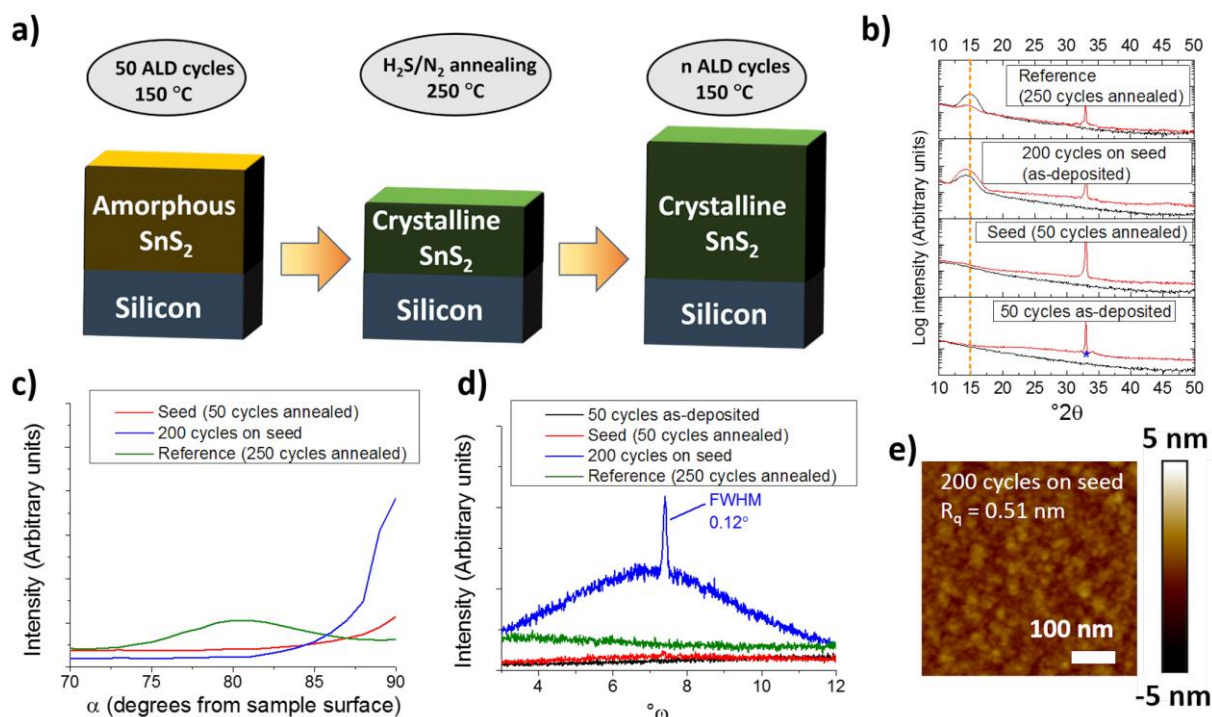 a)
50 ALD cycles
150 °C
H₂S/N₂ annealing
250 °C
n ALD cycles
150 °C
Amorphous
SnS₂
Silicon
Crystalline
SnS₂
Silicon
Crystalline
SnS₂
Silicon
b)
10 15 20 25 30 35 40 45 50
Reference
(250 cycles annealed)
200 cycles on seed
(as-deposited)
Seed (50 cycles annealed)
50 cycles as-deposited
Log intensity (Arbitrary units)
10 15 20 25 30 35 40 45 50
°2θ
c)
Seed (50 cycles annealed)
200 cycles on seed
Reference (250 cycles annealed)
Intensity (Arbitrary units)
70 75 80 85 90
α (degrees from sample surface)
d)
50 cycles as-deposited
Seed (50 cycles annealed)
200 cycles on seed
Reference (250 cycles annealed)
FWHM
0.12°
Intensity (Arbitrary units)
4 6 8 10 12
°ω
e)
200 cycles on seed
R_q = 0.51 nm
100 nm
5 nm
-5 nm